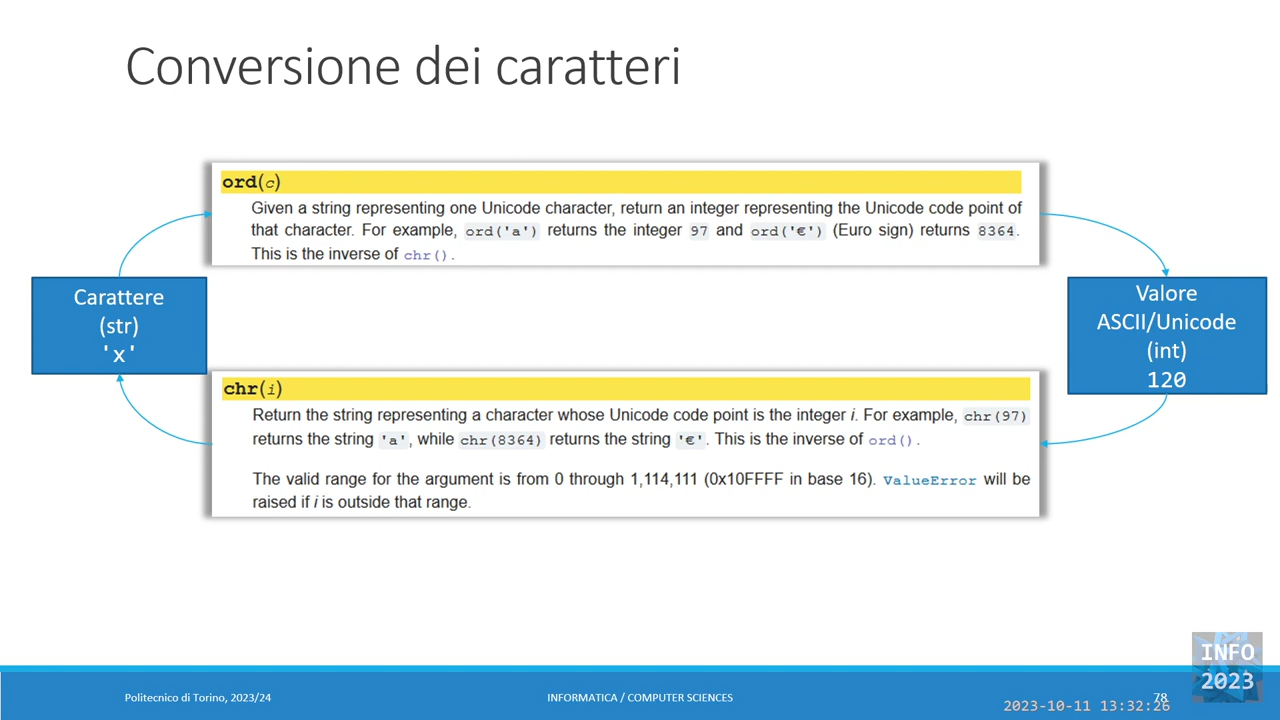 Conversione dei caratteri
ord(c)
Given a string representing one Unicode character, return an integer representing the Unicode code point of
that character. For example, ord('a') returns the integer 97 and ord('€') (Euro sign) returns 8364.
This is the inverse of chr().
Carattere
(str)
'x'
Valore
ASCII/Unicode
(int)
120
chr(i)
Return the string representing a character whose Unicode code point is the integer i. For example, chr(97)
returns the string 'a', while chr(8364) returns the string '€'. This is the inverse of ord().
The valid range for the argument is from 0 through 1,114,111 (0x10FFFF in base 16). ValueError will be
raised if i is outside that range.
INFO
2023
Politecnico di Torino, 2023/24
INFORMATICA / COMPUTER SCIENCES
78
2023-10-11 13:32:26